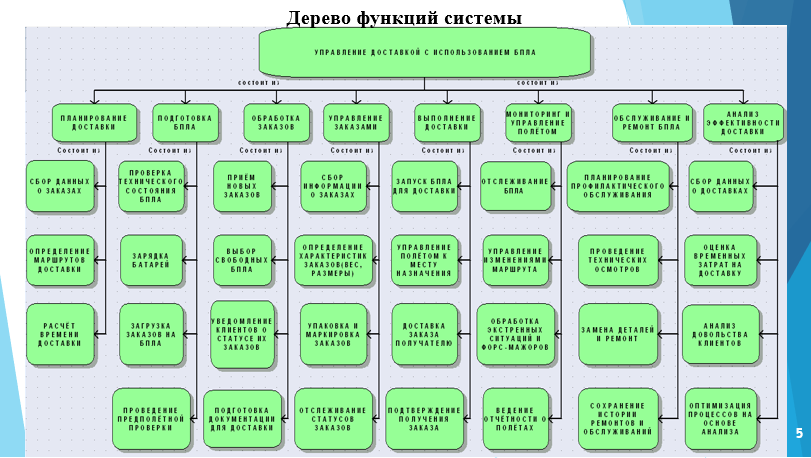 Дерево функций системы
УПРАВЛЕНИЕ ДОСТАВКОЙ С ИСПОЛЬЗОВАНИЕМ БПЛА
состоит из
состоит из
ПЛАНИРОВАНИЕ
ДОСТАВКИ
ПОДГОТОВКА
БПЛА
ОБРАБОТКА
ЗАКАЗОВ
УПРАВЛЕНИЕ
ЗАКАЗАМИ
ВЫПОЛНЕНИЕ
ДОСТАВКИ
МОНИТОРИНГ И
УПРАВЛЕНИЕ
ПОЛЁТОМ
ОБСЛУЖИВАНИЕ И
РЕМОНТ БПЛА
АНАЛИЗ
ЭФФЕКТИВНОСТИ
ДОСТАВКИ
Состоит из
Состоит из
Состоит из
Состоит из
Состоит из
Состоит из
Состоит из
Состоит из
СБОР ДАННЫХ
О ЗАКАЗАХ
ПРОВЕРКА
ТЕХНИЧЕСКОГО
СОСТОЯНИЯ
БПЛА
ПРИЁМ
НОВЫХ
ЗАКАЗОВ
СБОР
ИНФОРМАЦИИ
О ЗАКАЗАХ
ЗАПУСК БПЛА
ДЛЯ ДОСТАВКИ
ОТСЛЕЖИВАНИЕ
БПЛА
ПЛАНИРОВАНИЕ
ПРОФИЛАКТИЧЕСКОГО
ОБСЛУЖИВАНИЯ
СБОР ДАННЫХ
О ДОСТАВКАХ
ОПРЕДЕЛЕНИЕ
МАРШРУТОВ
ДОСТАВКИ
ЗАРЯДКА
БАТАРЕЙ
ВЫБОР
СВОБОДНЫХ
БПЛА
ОПРЕДЕЛЕНИЕ
ХАРАКТЕРИСТИК
ЗАКАЗОВ(ВЕС,
РАЗМЕРЫ)
УПРАВЛЕНИЕ
ПОЛЁТОМ К
МЕСТУ
НАЗНАЧЕНИЯ
УПРАВЛЕНИЕ
ИЗМЕНЕНИЯМИ
МАРШРУТА
ПРОВЕДЕНИЕ
ТЕХНИЧЕСКИХ
ОСМОТРОВ
ОЦЕНКА
ВРЕМЕННЫХ
ЗАТРАТ НА
ДОСТАВКУ
РАСЧЁТ
ВРЕМЕНИ
ДОСТАВКИ
ЗАГРУЗКА
ЗАКАЗОВ НА
БПЛА
УВЕДОМЛЕНИЕ
КЛИЕНТОВ О
СТАТУСЕ ИХ
ЗАКАЗОВ
УПАКОВКА И
МАРКИРОВКА
ЗАКАЗОВ
ДОСТАВКА
ЗАКАЗА
ПОЛУЧАТЕЛЮ
ОБРАБОТКА
ЭКСТРЕННЫХ
СИТУАЦИЙ И
ФОРС-МАЖОРОВ
ЗАМЕНА ДЕТАЛЕЙ
И РЕМОНТ
АНАЛИЗ
ДОВОЛЬСТВА
КЛИЕНТОВ
ПРОВЕДЕНИЕ
ПРЕДПОЛЁТНОЙ
ПРОВЕРКИ
ПОДГОТОВКА
ДОКУМЕНТАЦИИ
ДЛЯ ДОСТАВКИ
ОТСЛЕЖИВАНИЕ
СТАТУСОВ
ЗАКАЗОВ
ПОДТВЕРЖДЕНИЕ
ПОЛУЧЕНИЯ
ЗАКАЗА
ВЕДЕНИЕ
ОТЧЁТНОСТИ О
ПОЛЁТАХ
СОХРАНЕНИЕ
ИСТОРИИ
РЕМОНТОВ И
ОБСЛУЖИВАНИЙ
ОПТИМИЗАЦИЯ
ПРОЦЕССОВ НА
ОСНОВЕ
АНАЛИЗА
5